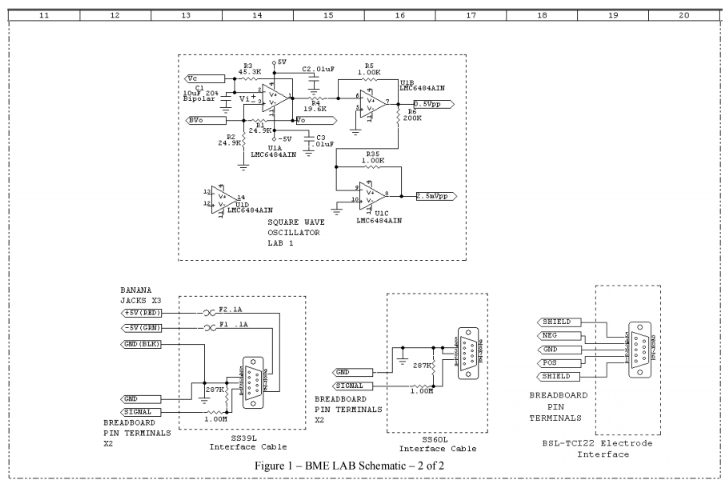 11 12 13 14 15 16 17 18 19 20
5V
R3
45.3K
C2.01uF
R5
1.00K
Vc
C1
10uF 20%
Bipolar
Vi
U1B
LMC6484AIN
R4
19.6K
0.5Vpp
R6
200K
BVo
R1
24.9K
Vo
R2
24.9K
-5V
C3
.01uF
U1A
LMC6484AIN
R35
1.00K
U1D
LMC6484AIN
U1C
LMC6484AIN
2.5mVpp
SQUARE WAVE
OSCILLATOR
LAB 1
BANANA
JACKS X3
+5V(RED)
F2.1A
-5V(GRN)
F1 .1A
GND(BLK)
287K
GND
SIGNAL
1.00M
BREADBOARD
PIN TERMINALS
X2
SS39L
Interface Cable
GND
287K
SIGNAL
1.00M
BREADBOARD
PIN TERMINALS
X2
SS60L
Interface Cable
SHIELD
NEG
GND
POS
SHIELD
BREADBOARD
PIN
TERMINALS
BSL-TCI22 Electrode
Interface
Figure 1 – BME LAB Schematic – 2 of 2